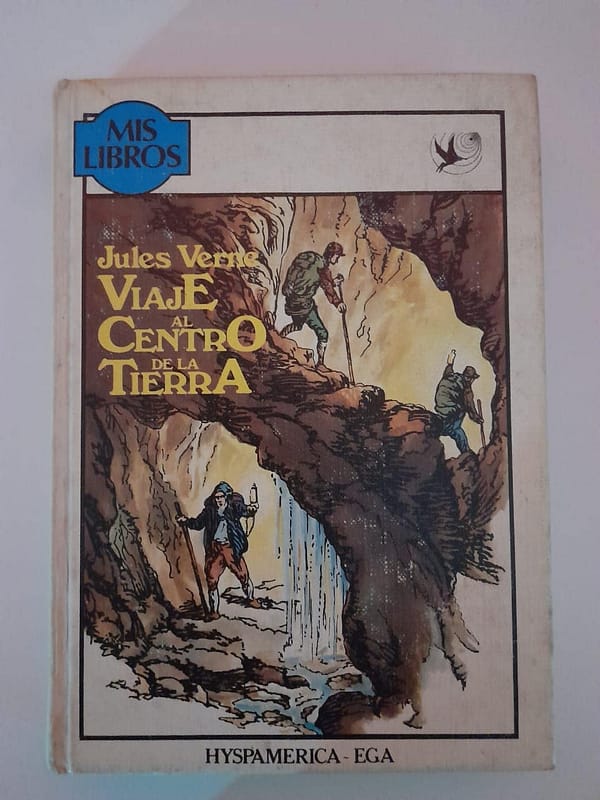 MIS
LIBROS
Jules Verne
VIAJE
AL
CENTRO
DE LA
TIERRA
HYSPAMERICA - EGA